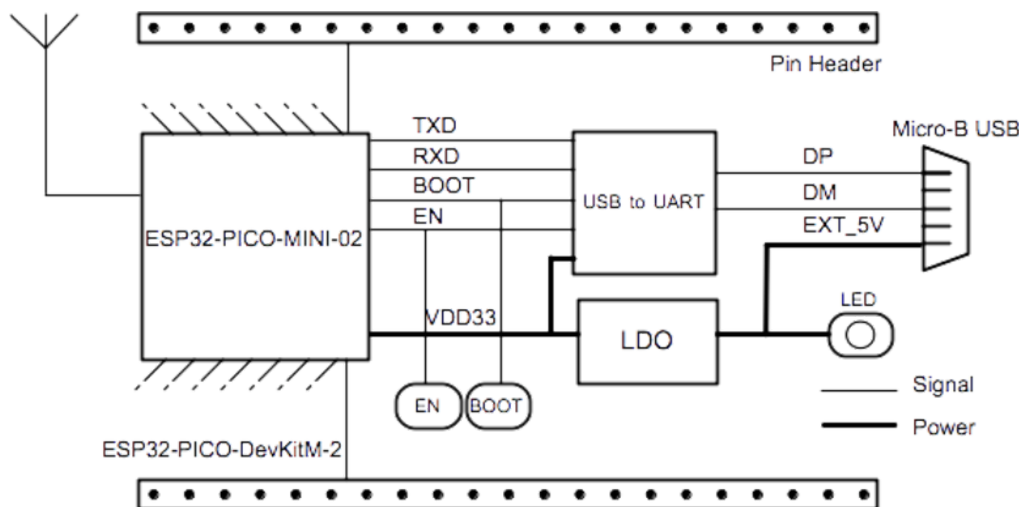 Pin Header
Micro-B USB
TXD
RXD
BOOT
EN
DP
DM
EXT_5V
USB to UART
ESP32-PICO-MINI-02
VDD33
LDO
LED
EN
BOOT
Signal
Power
ESP32-PICO-DevKitM-2